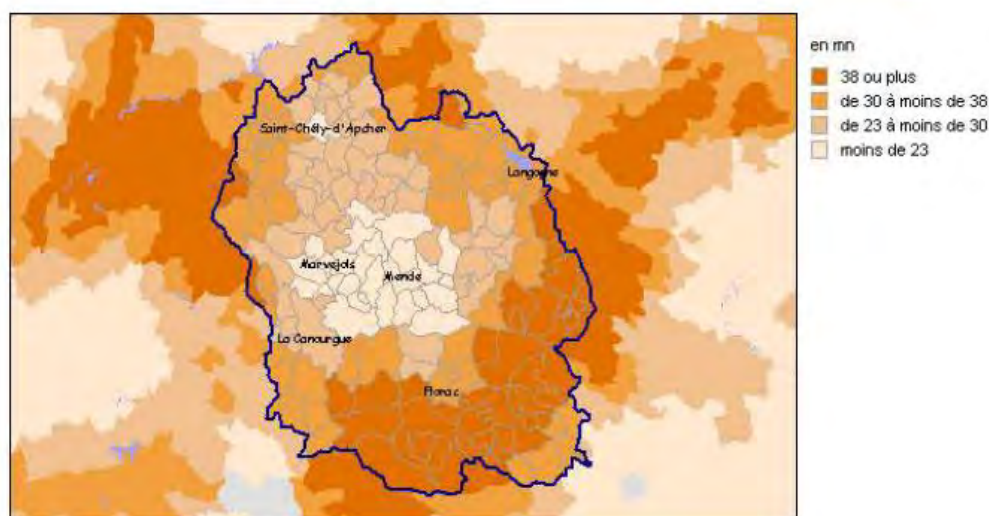 en mn
38 ou plus
de 30 à moins de 38
de 23 à moins de 30
moins de 23
Saint-Chély-d'Apcher
Langogne
Marvejols
Mende
La Canourgue
Florac